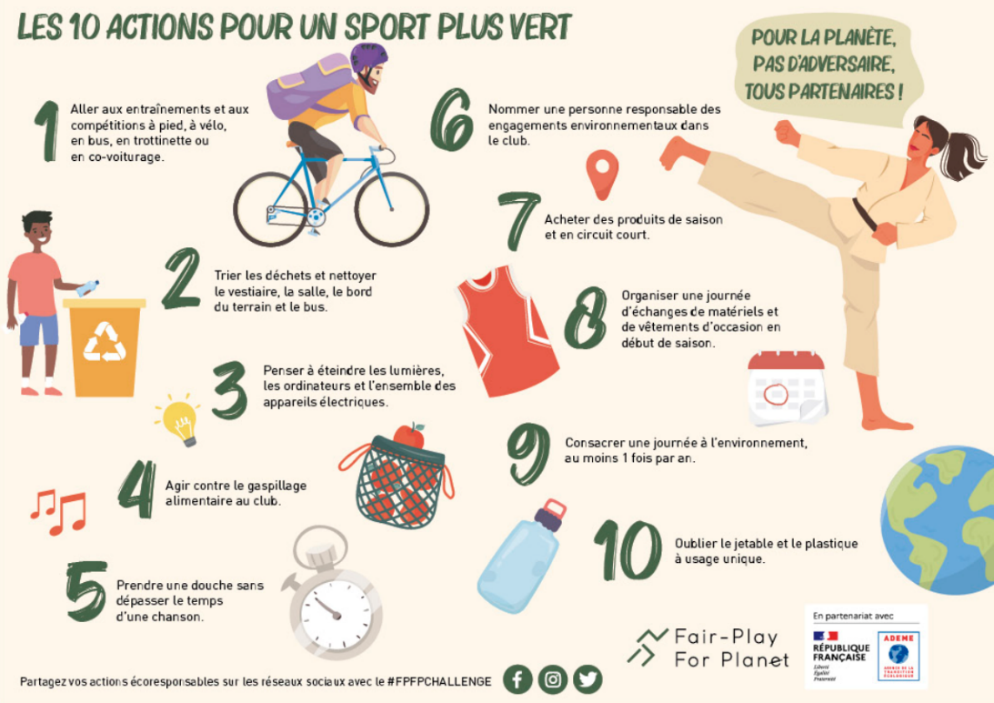 LES 10 ACTIONS POUR UN SPORT PLUS VERT
POUR LA PLANÈTE,
PAS D'ADVERSAIRE,
TOUS PARTENAIRES !
1
Aller aux entraînements et aux
compétitions à pied, à vélo,
en bus, en trottinette ou
en co-voiturage.
2
Trier les déchets et nettoyer
le vestiaire, la salle, le bord
du terrain et le bus.
3
Penser à éteindre les lumières,
les ordinateurs et l'ensemble des
appareils électriques.
4
Agir contre le gaspillage
alimentaire au club.
5
Prendre une douche sans
dépasser le temps
d'une chanson.
6
Nommer une personne responsable des
engagements environnementaux dans
le club.
7
Acheter des produits de saison
et en circuit court.
8
Organiser une journée
d'échanges de matériels et
de vêtements d'occasion en
début de saison.
9
Consacrer une journée à l'environnement,
au moins 1 fois par an.
10
Oublier le jetable et le plastique
à usage unique.
Fair-Play
For Planet
En partenariat avec
RÉPUBLIQUE
FRANÇAISE
Liberté
Égalité
Fraternité
ADEME
AGENCE DE LA
TRANSITION
ÉCOLOGIQUE
Partagez vos actions écoresponsables sur les réseaux sociaux avec le #FPFPCHALLENGE